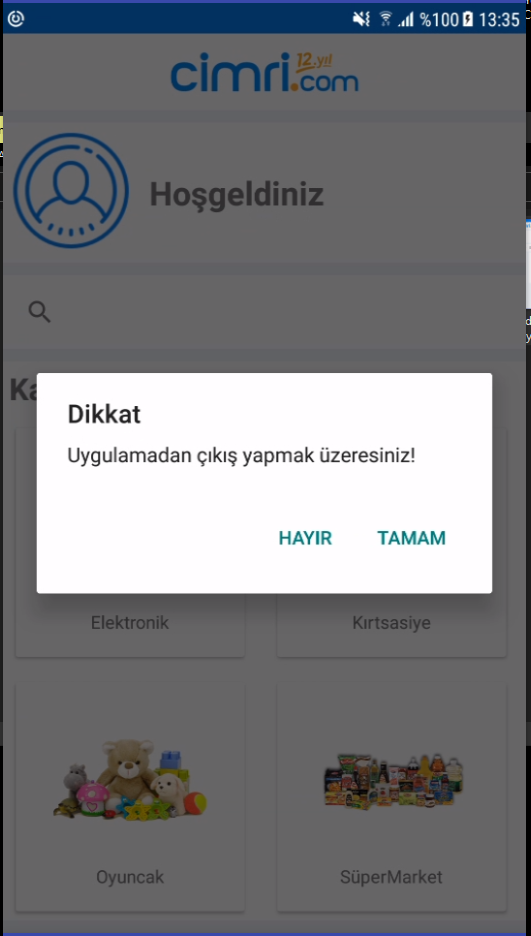 %100 13:35
12.yıl
cimri.com
Hoşgeldiniz
Dikkat
Uygulamadan çıkış yapmak üzeresiniz!
HAYIR TAMAM
Elektronik Kırtsasiye
Oyuncak SüperMarket